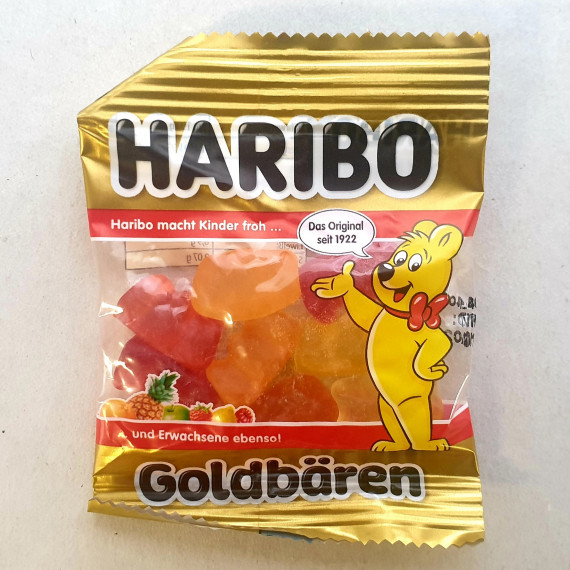 HARIBO
Haribo macht Kinder froh ...
Das Original
seit 1922
... und Erwachsene ebenso!
Goldbären